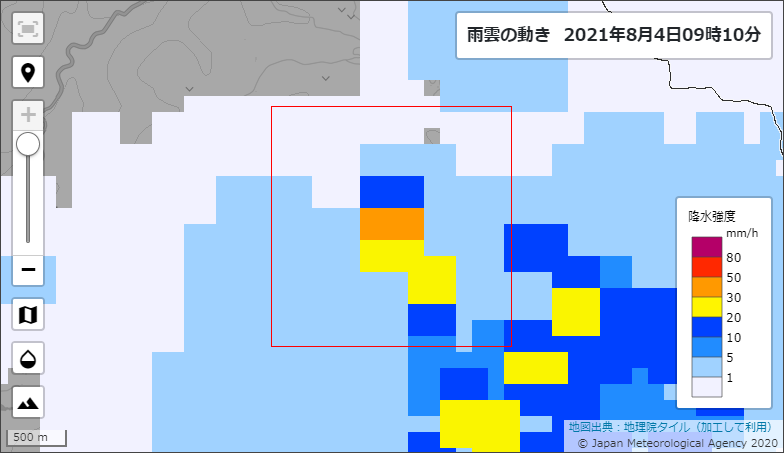 雨雲の動き 2021年8月4日09時10分
降水強度
mm/h
80
50
30
20
10
5
1
500 m
地図出典：地理院タイル（加工して利用）
© Japan Meteorological Agency 2020